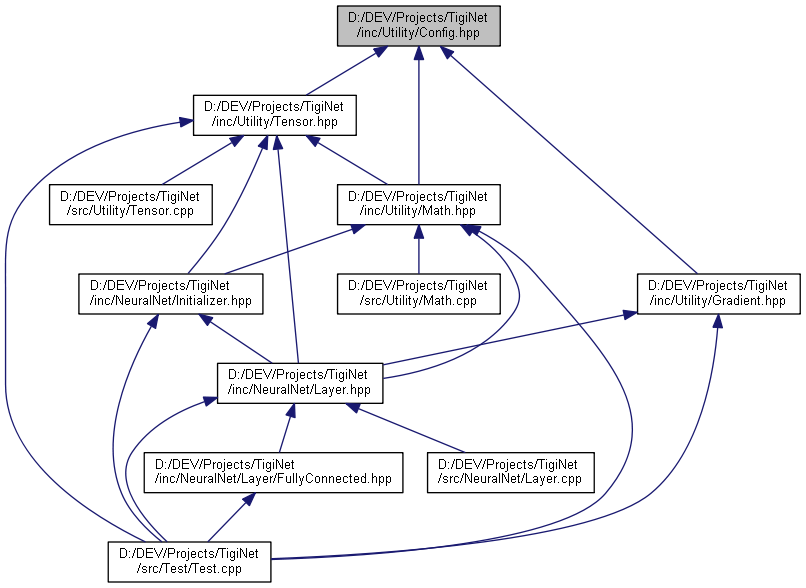 D:/DEV/Projects/TigiNet
/inc/Utility/Config.hpp
D:/DEV/Projects/TigiNet
/inc/Utility/Tensor.hpp
D:/DEV/Projects/TigiNet
/src/Utility/Tensor.cpp
D:/DEV/Projects/TigiNet
/inc/Utility/Math.hpp
D:/DEV/Projects/TigiNet
/inc/NeuralNet/Initializer.hpp
D:/DEV/Projects/TigiNet
/src/Utility/Math.cpp
D:/DEV/Projects/TigiNet
/inc/Utility/Gradient.hpp
D:/DEV/Projects/TigiNet
/inc/NeuralNet/Layer.hpp
D:/DEV/Projects/TigiNet
/inc/NeuralNet/Layer/FullyConnected.hpp
D:/DEV/Projects/TigiNet
/src/NeuralNet/Layer.cpp
D:/DEV/Projects/TigiNet
/src/Test/Test.cpp